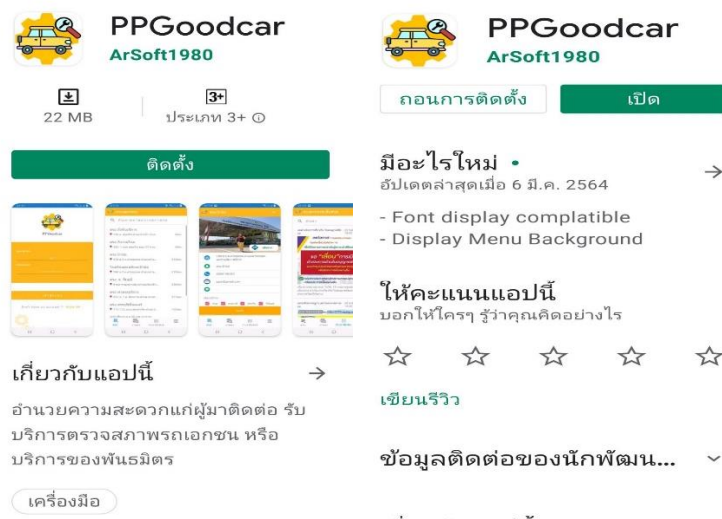 PPGoodcar
ArSoft1980
3+
22 MB
ประเภท 3+
ติดตั้ง
เกี่ยวกับแอปนี้
อำนวยความสะดวกแก่ผู้มาติดต่อ รับ
บริการตรวจสภาพรถเอกชน หรือ
บริการของพันธมิตร
เครื่องมือ
PPGoodcar
ArSoft1980
ถอนการติดตั้ง
เปิด
มีอะไรใหม่
อัปเดตล่าสุดเมื่อ 6 มี.ค. 2564
- Font display complatible
- Display Menu Background
ให้คะแนนแอปนี้
บอกให้ใครๆ รู้ว่าคุณคิดอย่างไร
เขียนรีวิว
ข้อมูลติดต่อของนักพัฒน...